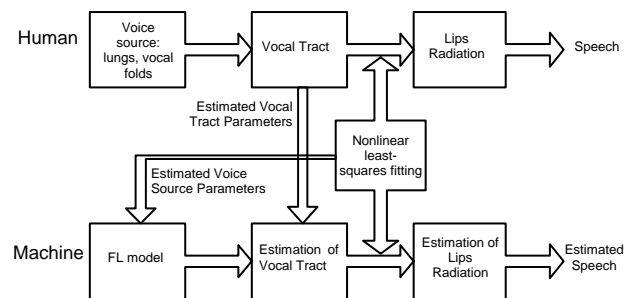 Human
Voice
source:
lungs, vocal
folds
Vocal Tract
Lips
Radiation
Speech
Estimated Vocal
Tract Parameters
Nonlinear
least-
squares fitting
Estimated Voice
Source Parameters
Machine
FL model
Estimation of
Vocal Tract
Estimation of
Lips
Radiation
Estimated
Speech